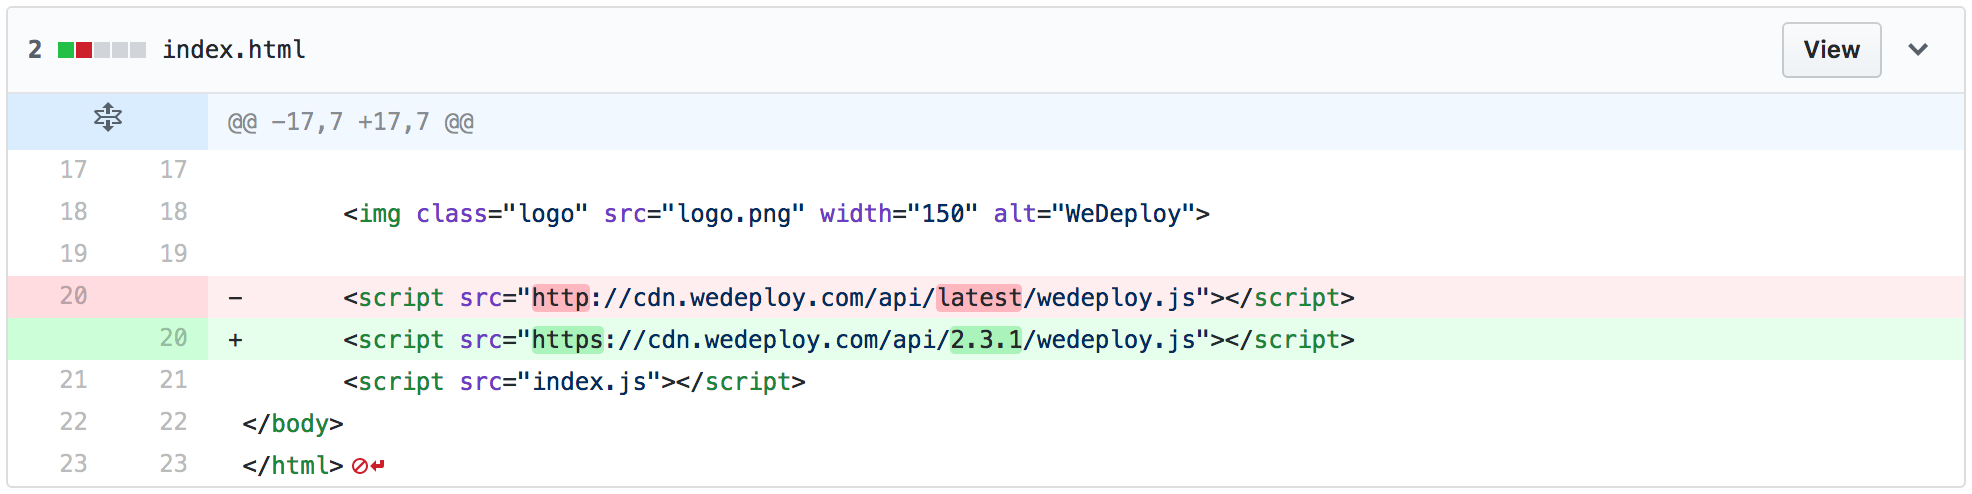 2 index.html View
@@ -17,7 +17,7 @@
17 17
18 18 <img class="logo" src="logo.png" width="150" alt="WeDeploy">
19 19
20 - <script src="http://cdn.wedeploy.com/api/latest/wedeploy.js"></script>
20 + <script src="https://cdn.wedeploy.com/api/2.3.1/wedeploy.js"></script>
21 21 <script src="index.js"></script>
22 22 </body>
23 23 </html>